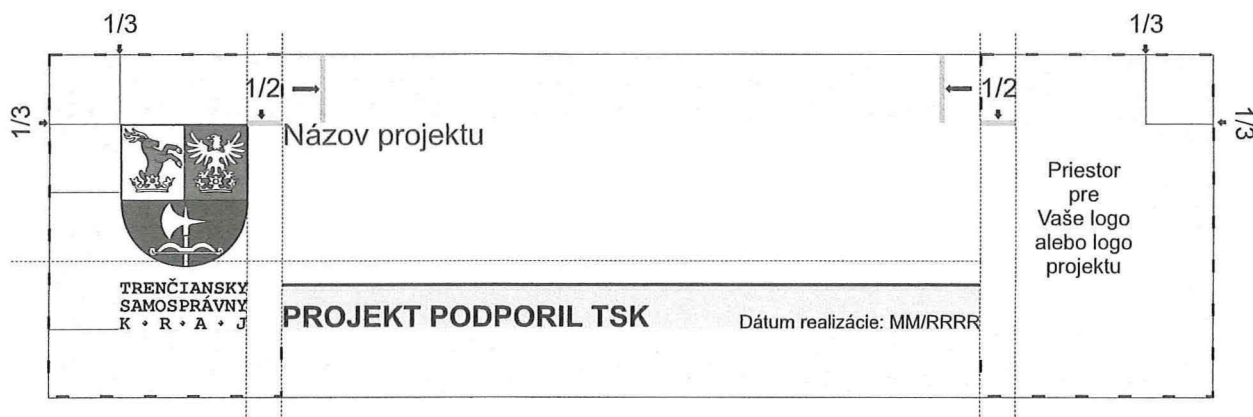 1/3
1/3
1/2
1/2
1/3
1/3
Názov projektu
Priestor
pre
Vaše logo
alebo logo
projektu
TRENČIANSKY
SAMOSPRÁVNY
K • R • A • J
PROJEKT PODPORIL TSK
Dátum realizácie: MM/RRRR